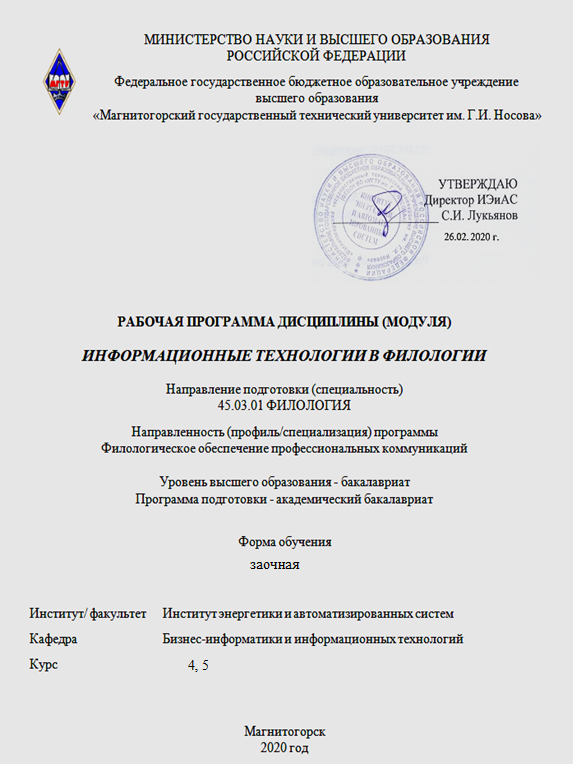 МИНИСТЕРСТВО НАУКИ И ВЫСШЕГО ОБРАЗОВАНИЯ
РОССИЙСКОЙ ФЕДЕРАЦИИ
Федеральное государственное бюджетное образовательное учреждение
высшего образования
«Магнитогорский государственный технический университет им. Г.И. Носова»
МГТУ
УТВЕРЖДАЮ
Директор ИЭиАС
С.И. Лукьянов
26.02. 2020 г.
РАБОЧАЯ ПРОГРАММА ДИСЦИПЛИНЫ (МОДУЛЯ)
ИНФОРМАЦИОННЫЕ ТЕХНОЛОГИИ В ФИЛОЛОГИИ
Направление подготовки (специальность)
45.03.01 ФИЛОЛОГИЯ
Направленность (профиль/специализация) программы
Филологическое обеспечение профессиональных коммуникаций
Уровень высшего образования - бакалавриат
Программа подготовки - академический бакалавриат
Форма обучения
заочная
Институт/ факультет Институт энергетики и автоматизированных систем
Кафедра Бизнес-информатики и информационных технологий
Курс 4, 5
Магнитогорск
2020 год